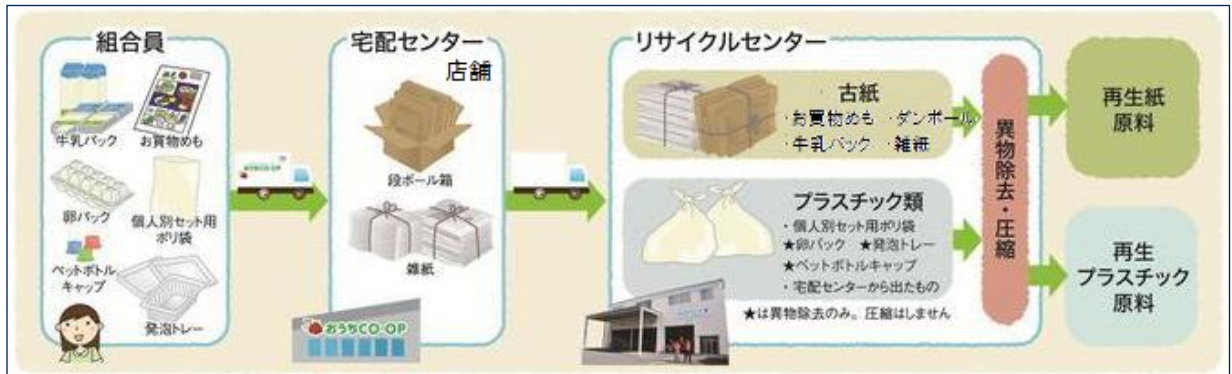 組合員
牛乳パック
お買物めも
卵パック
個人別セット用
ポリ袋
ペットボトル
キャップ
発泡トレー
おうちCO-OP
宅配センター
店舗
段ボール箱
雑紙
おうちCO-OP
リサイクルセンター
古紙
・お買物めも ・ダンボール
・牛乳パック ・雑紙
プラスチック類
・個人別セット用ポリ袋
★卵パック ★発泡トレー
★ペットボトルキャップ
・宅配センターから出たもの
★は異物除去のみ。圧縮はしません
異物除去・圧縮
再生紙
原料
再生
プラスチック
原料